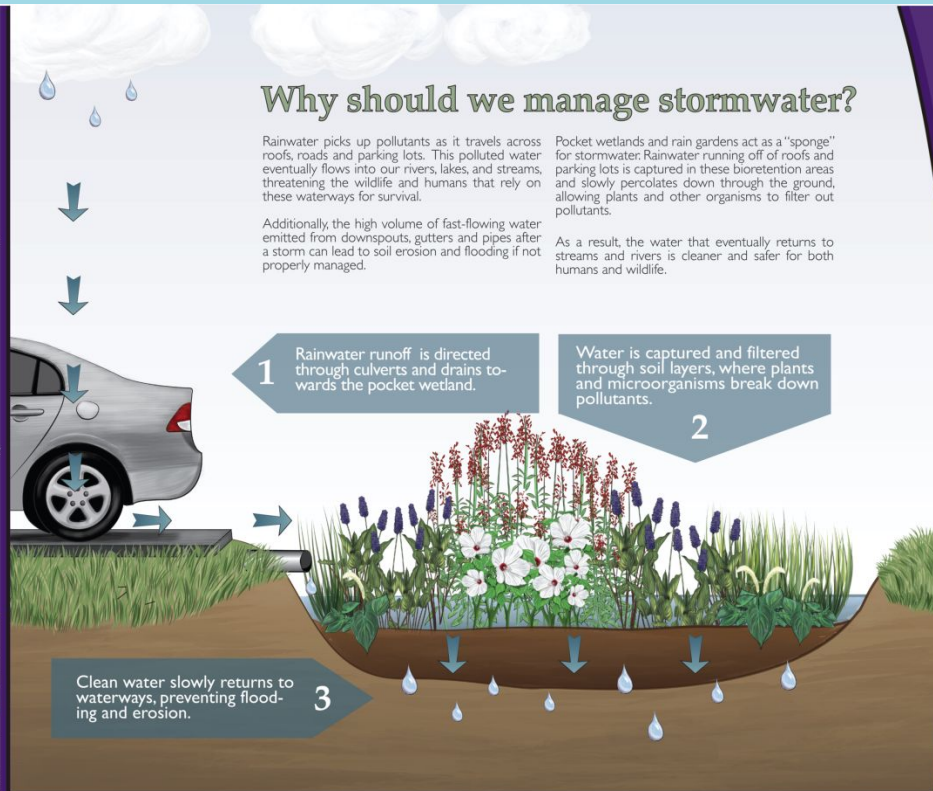 Why should we manage stormwater?
Rainwater picks up pollutants as it travels across
roofs, roads and parking lots. This polluted water
eventually flows into our rivers, lakes, and streams,
threatening the wildlife and humans that rely on
these waterways for survival.
Additionally, the high volume of fast-flowing water
emitted from downspouts, gutters and pipes after
a storm can lead to soil erosion and flooding if not
properly managed.
Pocket wetlands and rain gardens act as a "sponge"
for stormwater. Rainwater running off of roofs and
parking lots is captured in these bioretention areas
and slowly percolates down through the ground,
allowing plants and other organisms to filter out
pollutants.
As a result, the water that eventually returns to
streams and rivers is cleaner and safer for both
humans and wildlife.
1
Rainwater runoff is directed
through culverts and drains to-
wards the pocket wetland.
Water is captured and filtered
through soil layers, where plants
and microorganisms break down
pollutants.
2
Clean water slowly returns to
waterways, preventing flood-
ing and erosion.
3